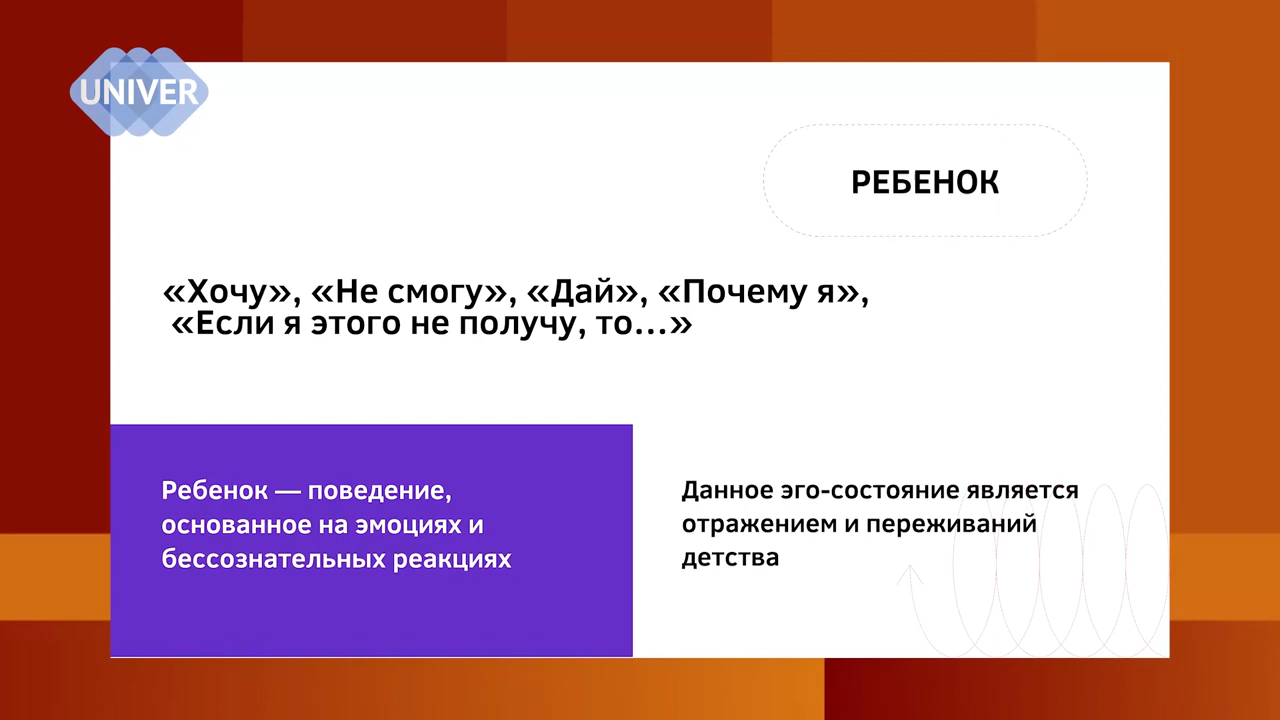 UNIVER
РЕБЕНОК
«Хочу», «Не смогу», «Дай», «Почему я»,
«Если я этого не получу, то...»
Ребенок — поведение,
основанное на эмоциях и
бессознательных реакциях
Данное эго-состояние является
отражением и переживаний
детства